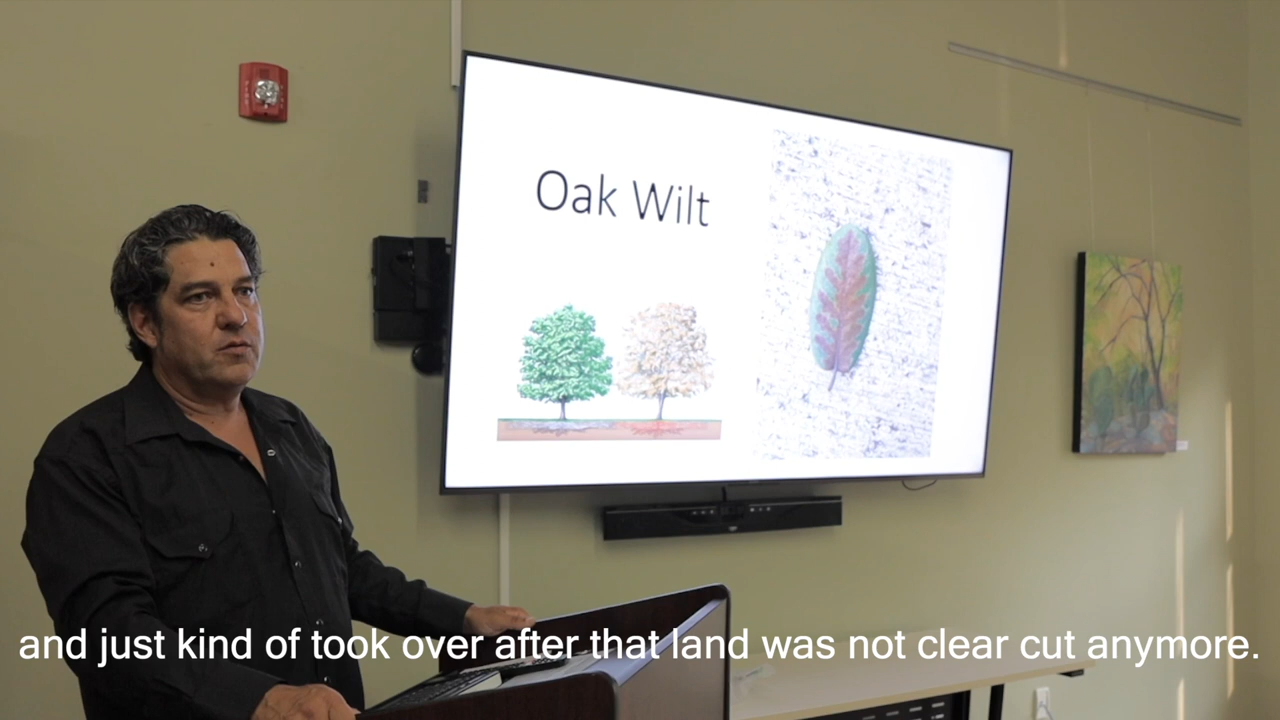 Oak Wilt
and just kind of took over after that land was not clear cut anymore.